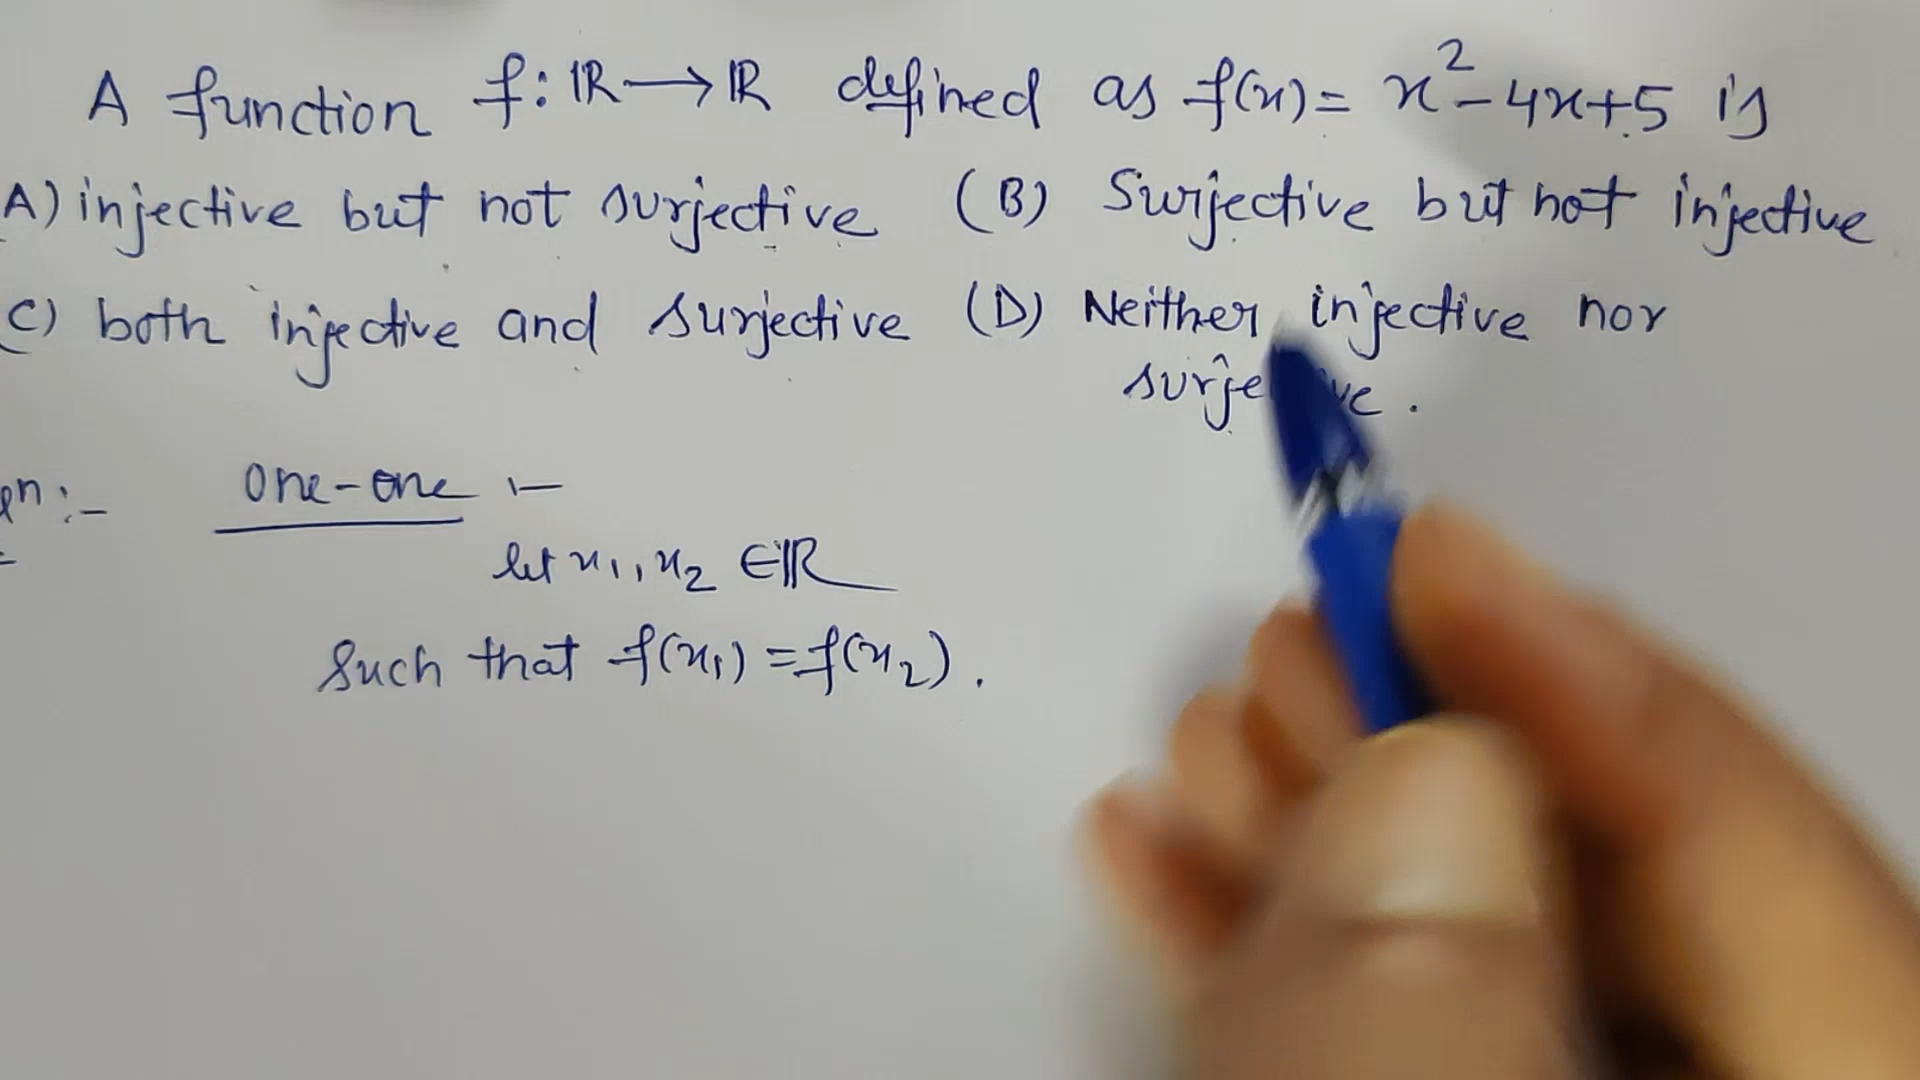 A function f: ℝ⟶ℝ defined as f(x)= x²-4x+5 is
A) injective but not surjective (B) Surjective but not injective
C) both injective and surjective (D) Neither injective nor
surjective.
one-one :-
let x₁, x₂ ∈ℝ
Such that f(x₁) = f(x₂).